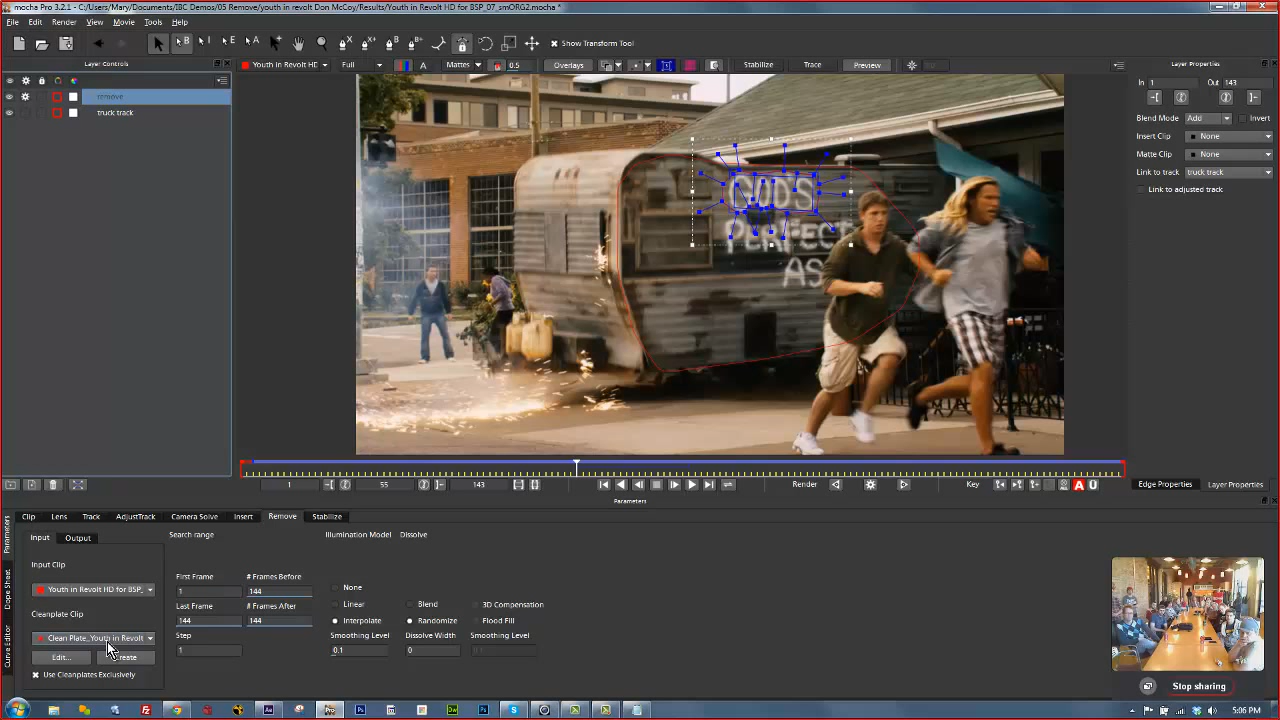 mocha Pro 3.2.1 - C:/Users/Mary/Documents/IBC Demos/05 Remove/youth in revolt Don McCoy/Results/Youth in Revolt HD for BSP_07_smORG2.mocha *
File Edit Render View Movie Tools Help
Show Transform Tool
Layer Controls
Youth in Revolt HD Full Mattes 0.5 Overlays Stabilize Trace Preview
Layer Properties
remove
truck track
In 1 Out 143
Blend Mode Add Invert
Insert Clip None
Matte Clip None
Link to track truck track
Link to adjusted track
PERFECT
AS
1 55 143 Render Key A
Edge Properties Layer Properties
Parameters
Clip Lens Track AdjustTrack Camera Solve Insert Remove Stabilize
Parameters
Dope Sheet
Curve Editor
Input Output
Input Clip
Youth in Revolt HD for BSP_
Cleanplate Clip
Clean Plate_Youth in Revolt
Edit... Create
Use Cleanplates Exclusively
Search range
First Frame # Frames Before
1 144
Last Frame # Frames After
144 144
Step
1
Illumination Model Dissolve
None
Linear Blend 3D Compensation
Interpolate Randomize Flood Fill
Smoothing Level Dissolve Width Smoothing Level
0.1 0
Stop sharing
5:06 PM